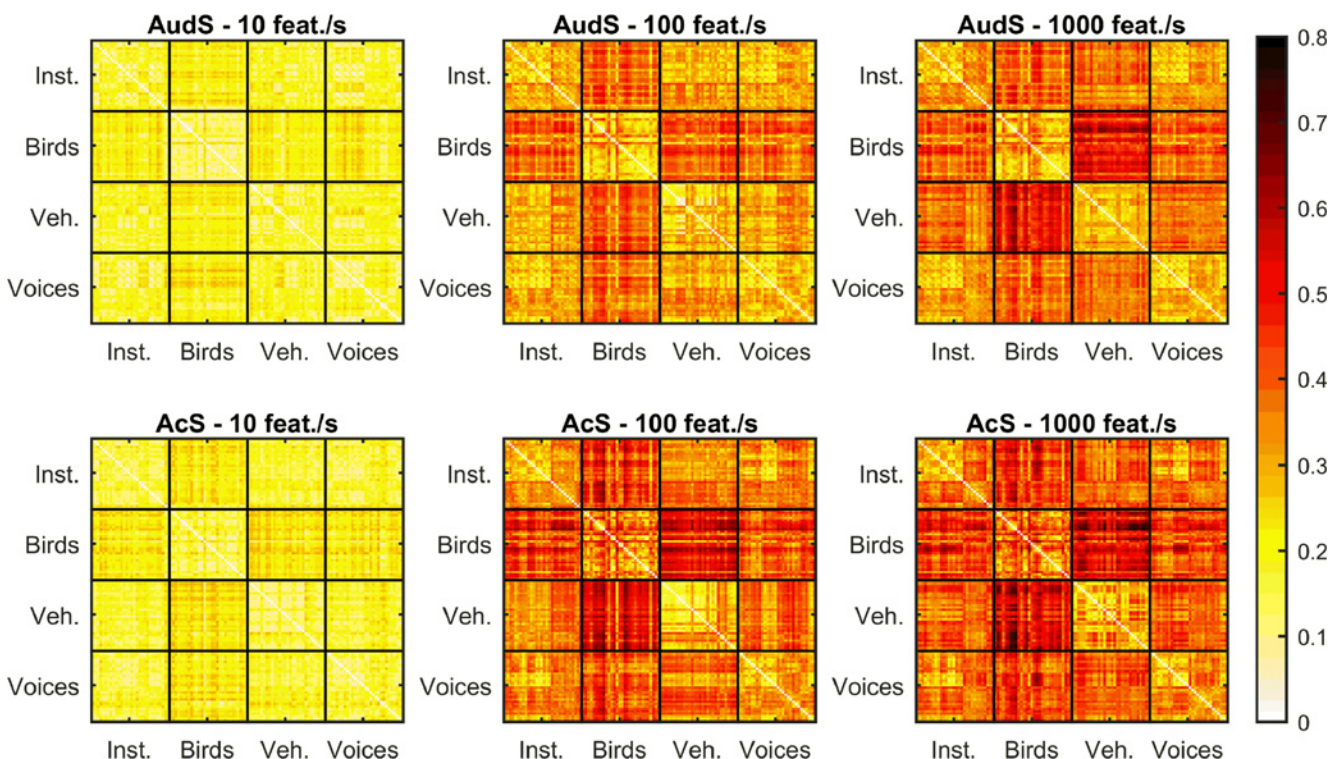 AudS - 10 feat./s
AudS - 100 feat./s
AudS - 1000 feat./s
Inst.
Birds
Veh.
Voices
Inst.
Birds
Veh.
Voices
Inst. Birds Veh. Voices
Inst.
Birds
Veh.
Voices
Inst. Birds Veh. Voices
Inst.
Birds
Veh.
Voices
Inst. Birds Veh. Voices
AcS - 10 feat./s
AcS - 100 feat./s
AcS - 1000 feat./s
Inst.
Birds
Veh.
Voices
Inst.
Birds
Veh.
Voices
Inst. Birds Veh. Voices
Inst.
Birds
Veh.
Voices
Inst. Birds Veh. Voices
Inst. Birds Veh. Voices
0.8
0.7
0.6
0.5
0.4
0.3
0.2
0.1
0